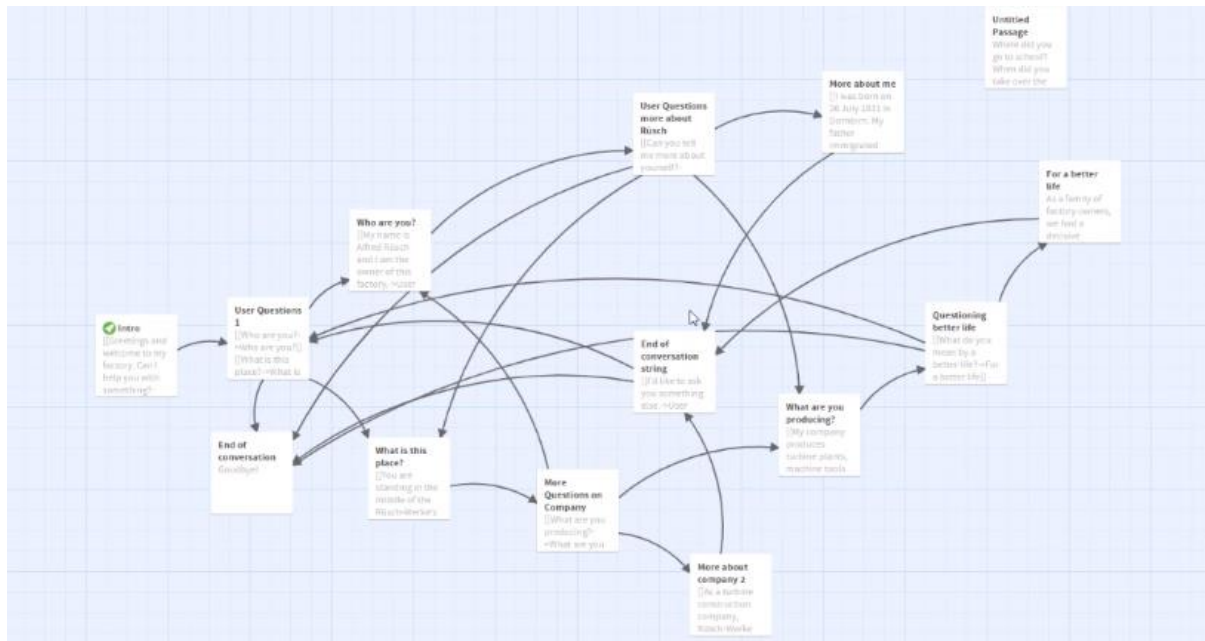 Untitled
Passage
Where did you
go to school?
When did you
take over the
More about me
[[I was born on
in Dornbirn. My
father
immigrated
User Questions
more about
Rüsch
[[Can you tell
me more about
yourself?-
For a better
life
As a family of
factory owners,
we had a
decisive
Who are you?
[[My name is
Alfred Rüsch
and I am the
owner of this
factory.->User
User Questions
1
[[Who are you?-
>Who are you?]]
[[What is this
place?->What is
Intro
[[Greetings and
welcome to my
factory. Can I
help you with
something?-
Questioning
better life
[[What do you
mean by a
better life?->For
a better life]]
End of
conversation
string
[[I'd like to ask
you something
else.->User
What are you
producing?
[[My company
produces
turbine plants,
machine tools
End of
conversation
Goodbye!
What is this
place?
[[You are
standing in the
middle of the
Rüsch-Werke's
More
Questions on
Company
[[What are you
producing?-
>What are you
More about
company 2
[[As a turbine
construction
company,
Rüsch-Werke